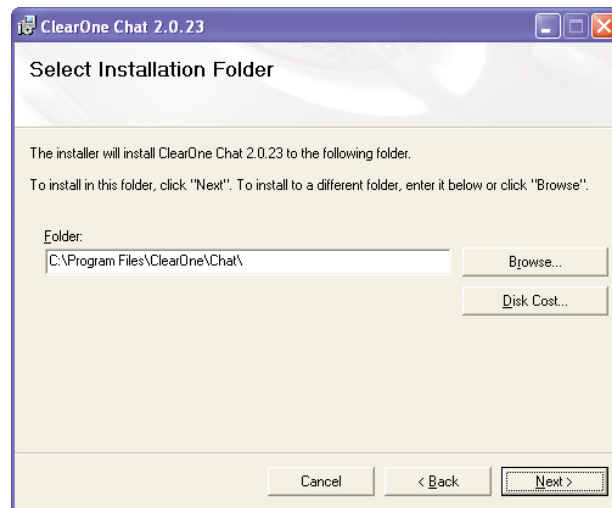 ClearOne Chat 2.0.23
Select Installation Folder
The installer will install ClearOne Chat 2.0.23 to the following folder.
To install in this folder, click "Next". To install to a different folder, enter it below or click "Browse".
Folder:
C:\Program Files\ClearOne\Chat\
Browse...
Disk Cost...
Cancel
< Back
Next >